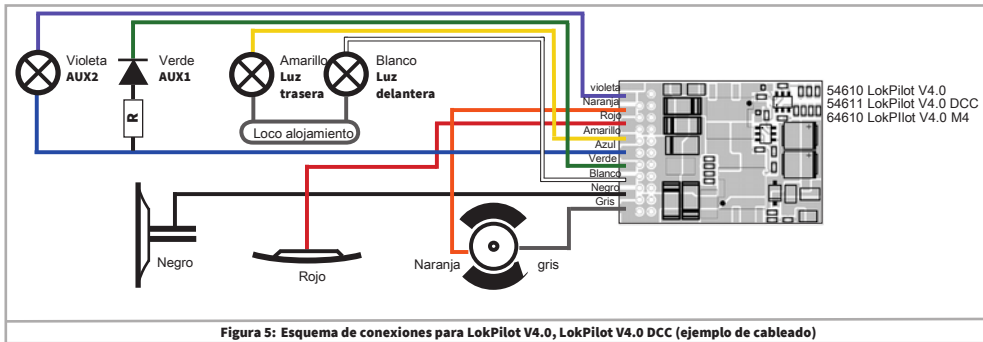 Violeta
AUX2
Verde
AUX1
R
Amarillo
Luz
trasera
Blanco
Luz
delantera
Loco alojamiento
violeta
Naranja
Rojo
Amarillo
Azul
Verde
Blanco
Negro
Gris
54610 LokPilot V4.0
54611 LokPilot V4.0 DCC
64610 LokPIlot V4.0 M4
Negro
Rojo
Naranja
gris
Figura 5: Esquema de conexiones para LokPilot V4.0, LokPilot V4.0 DCC (ejemplo de cableado)